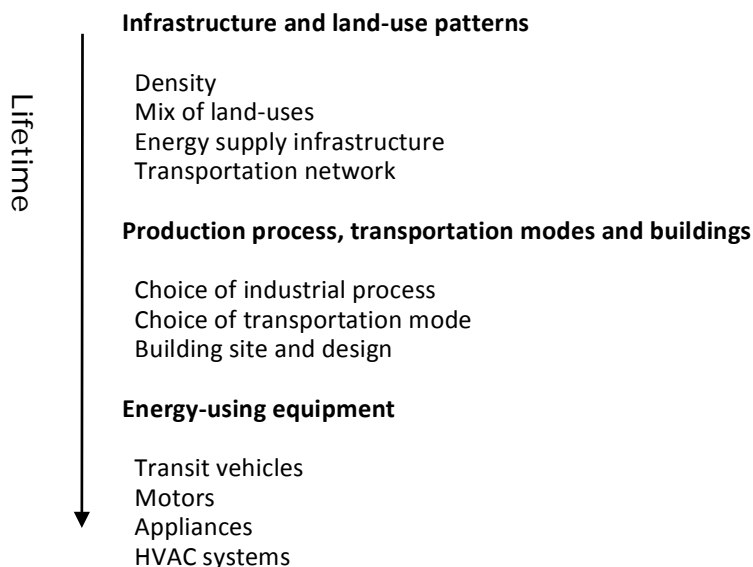 Infrastructure and land-use patterns
Lifetime
Density
Mix of land-uses
Energy supply infrastructure
Transportation network
Production process, transportation modes and buildings
Choice of industrial process
Choice of transportation mode
Building site and design
Energy-using equipment
Transit vehicles
Motors
Appliances
HVAC systems